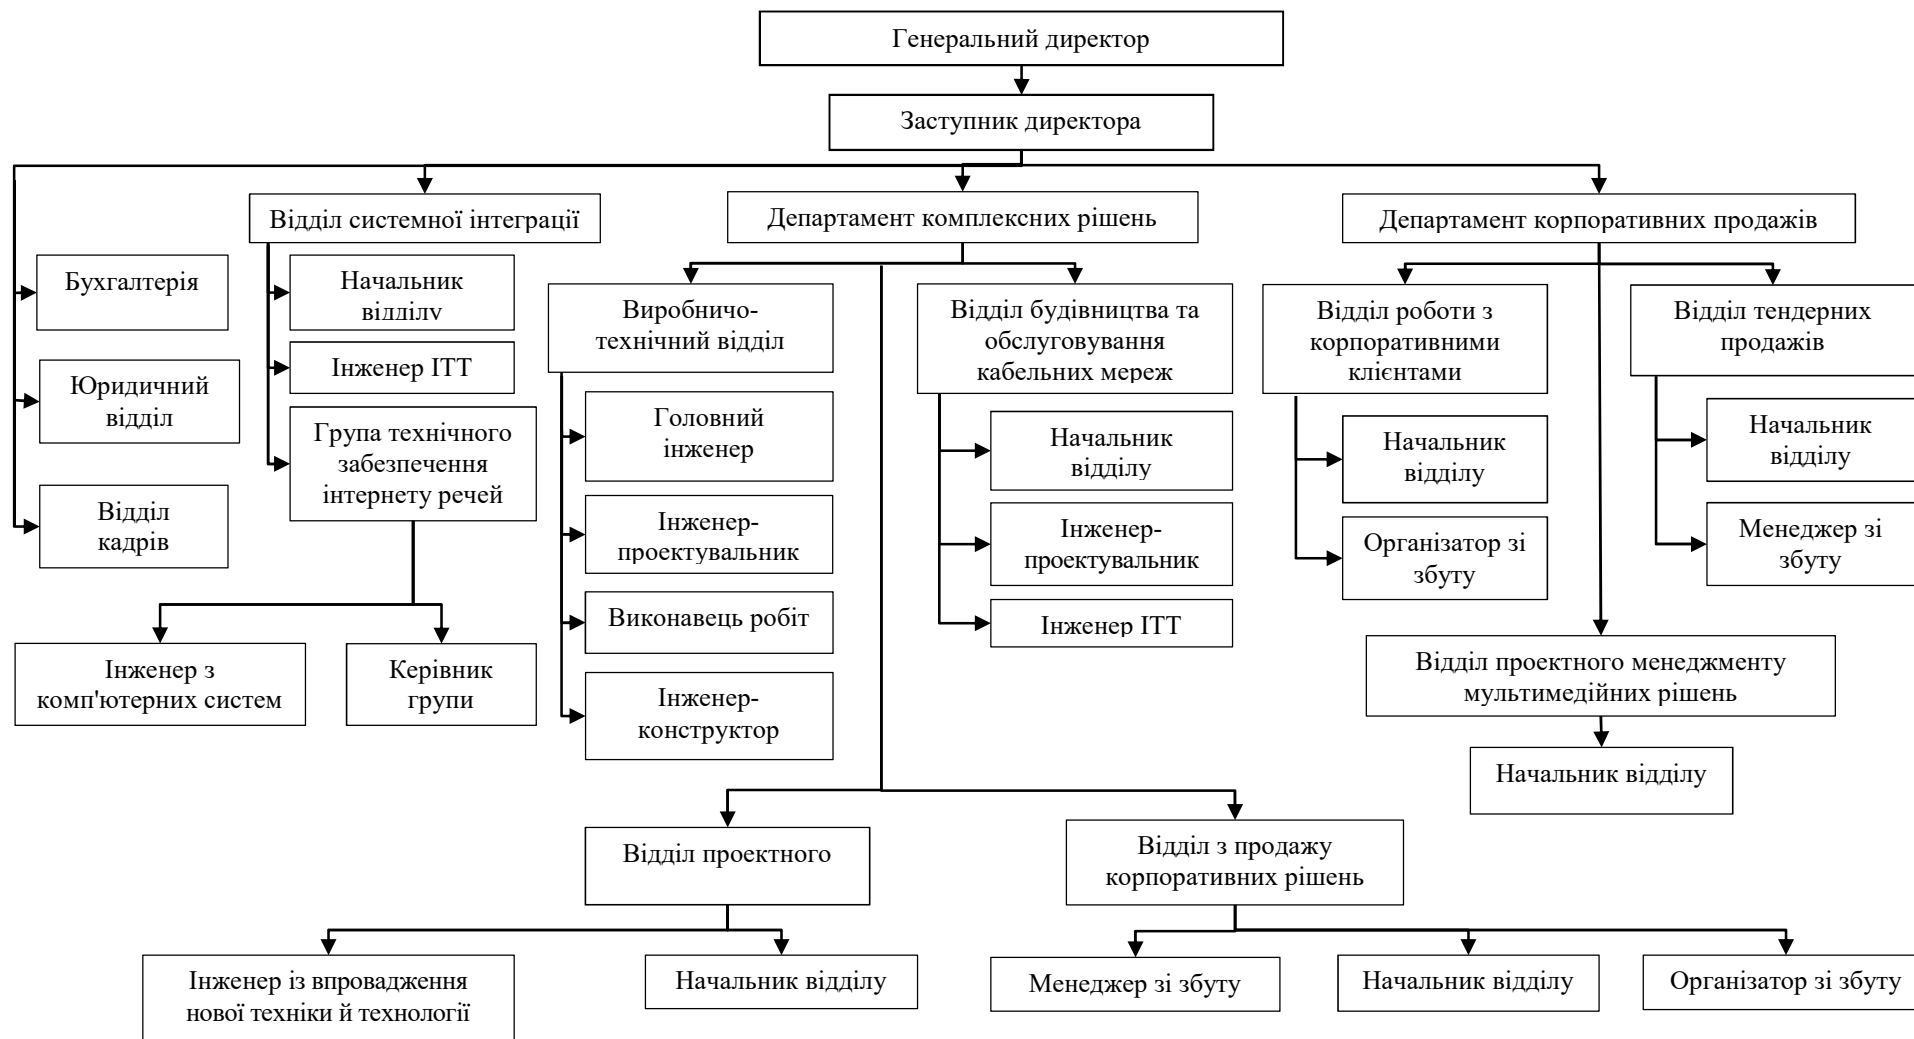 Генеральний директор
Заступник директора
Відділ системної інтеграції
Департамент комплексних рішень
Департамент корпоративних продажів
Бухгалтерія
Юридичний
відділ
Відділ
кадрів
Начальник
відділу
Інженер ІТТ
Група технічного
забезпечення
інтернету речей
Інженер з
комп'ютерних систем
Керівник
групи
Виробничо-
технічний відділ
Головний
інженер
Інженер-
проектувальник
Виконавець робіт
Інженер-
конструктор
Відділ будівництва та
обслуговування
кабельних мереж
Начальник
відділу
Інженер-
проектувальник
Інженер ІТТ
Відділ роботи з
корпоративними
клієнтами
Начальник
відділу
Організатор зі
збуту
Відділ тендерних
продажів
Начальник
відділу
Менеджер зі
збуту
Відділ проектного менеджменту
мультимедійних рішень
Начальник відділу
Відділ проектного
Відділ з продажу
корпоративних рішень
Інженер із впровадження
нової техніки й технології
Начальник відділу
Менеджер зі збуту
Начальник відділу
Організатор зі збуту